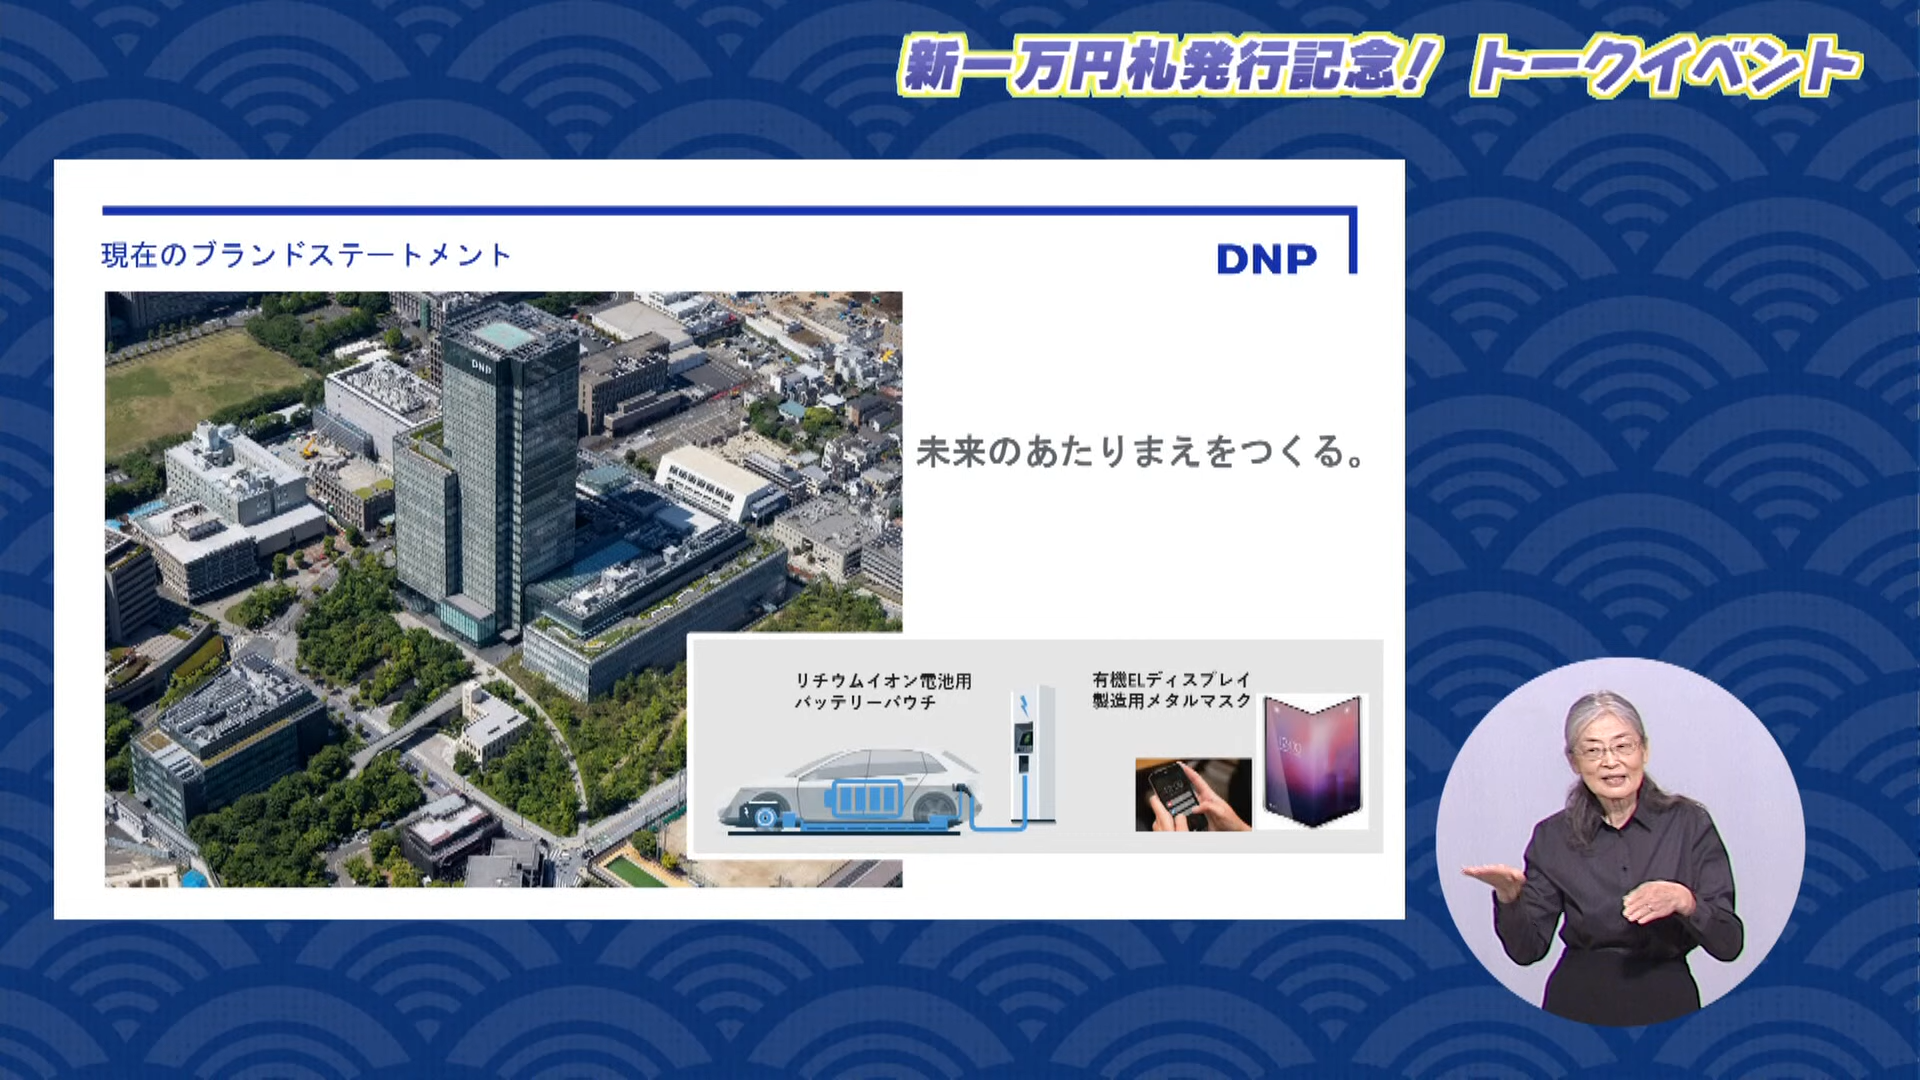 新一万円札発行記念！ トークイベント
現在のブランドステートメント
DNP
DNP
未来のあたりまえをつくる。
リチウムイオン電池用
バッテリーパウチ
有機ELディスプレイ
製造用メタルマスク